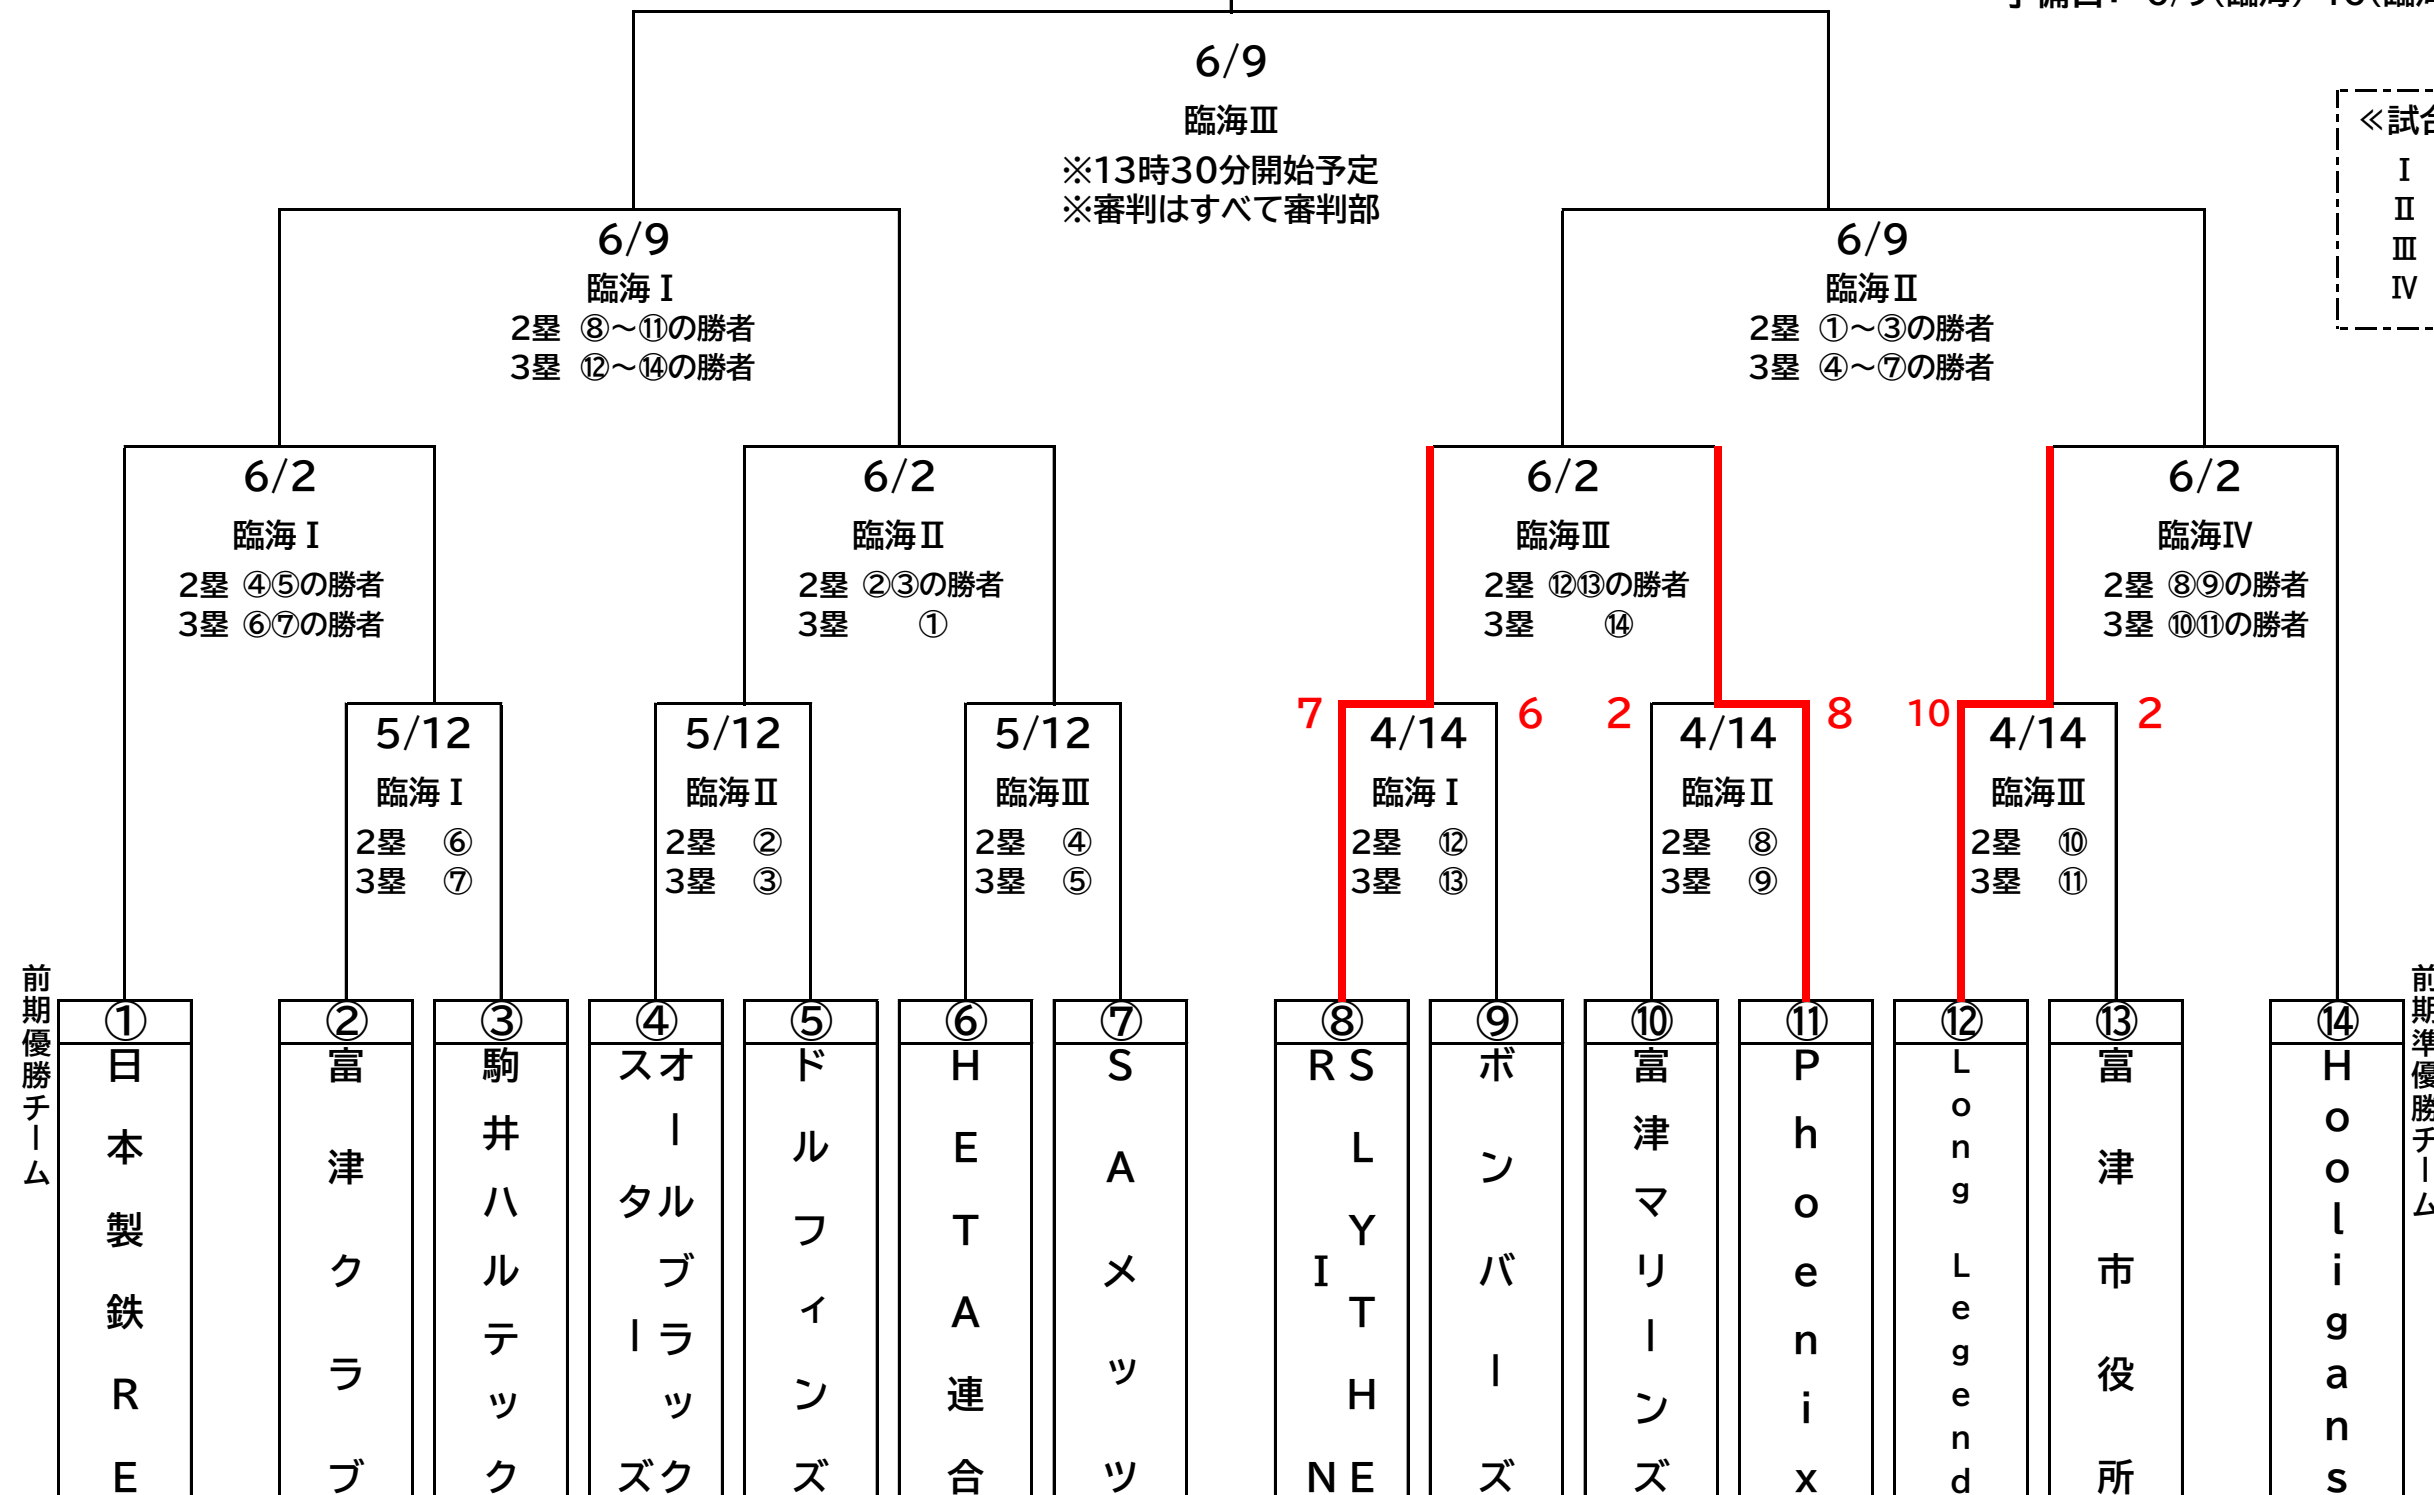 6/9
臨海Ⅲ
※13時30分開始予定
※審判はすべて審判部
≪試合
Ⅰ
Ⅱ
Ⅲ
Ⅳ
6/9
臨海Ⅰ
2塁 ⑧～⑪の勝者
3塁 ⑫～⑭の勝者
6/9
臨海Ⅱ
2塁 ①～③の勝者
3塁 ④～⑦の勝者
6/2
臨海Ⅰ
2塁 ④⑤の勝者
3塁 ⑥⑦の勝者
6/2
臨海Ⅱ
2塁 ②③の勝者
3塁 ①
6/2
臨海Ⅲ
2塁 ⑫⑬の勝者
3塁 ⑭
6/2
臨海Ⅳ
2塁 ⑧⑨の勝者
3塁 ⑩⑪の勝者
5/12
臨海Ⅰ
2塁 ⑥
3塁 ⑦
5/12
臨海Ⅱ
2塁 ②
3塁 ③
5/12
臨海Ⅲ
2塁 ④
3塁 ⑤
7
6
4/14
臨海Ⅰ
2塁 ⑫
3塁 ⑬
2
8
4/14
臨海Ⅱ
2塁 ⑧
3塁 ⑨
10
2
4/14
臨海Ⅲ
2塁 ⑩
3塁 ⑪
前期優勝チーム
①
日本製鉄RE
②
富津クラブ
③
駒井ハルテック
④
オールブラック
スターズ
⑤
ドルフィンズ
⑥
HETA連合
⑦
SAメッツ
⑧
SLYTHE
RIN
⑨
ボンバーズ
⑩
富津マリーンズ
⑪
Phoenix
⑫
Long Legend
⑬
富津市役所
⑭
Hooligans
前期準優勝チーム